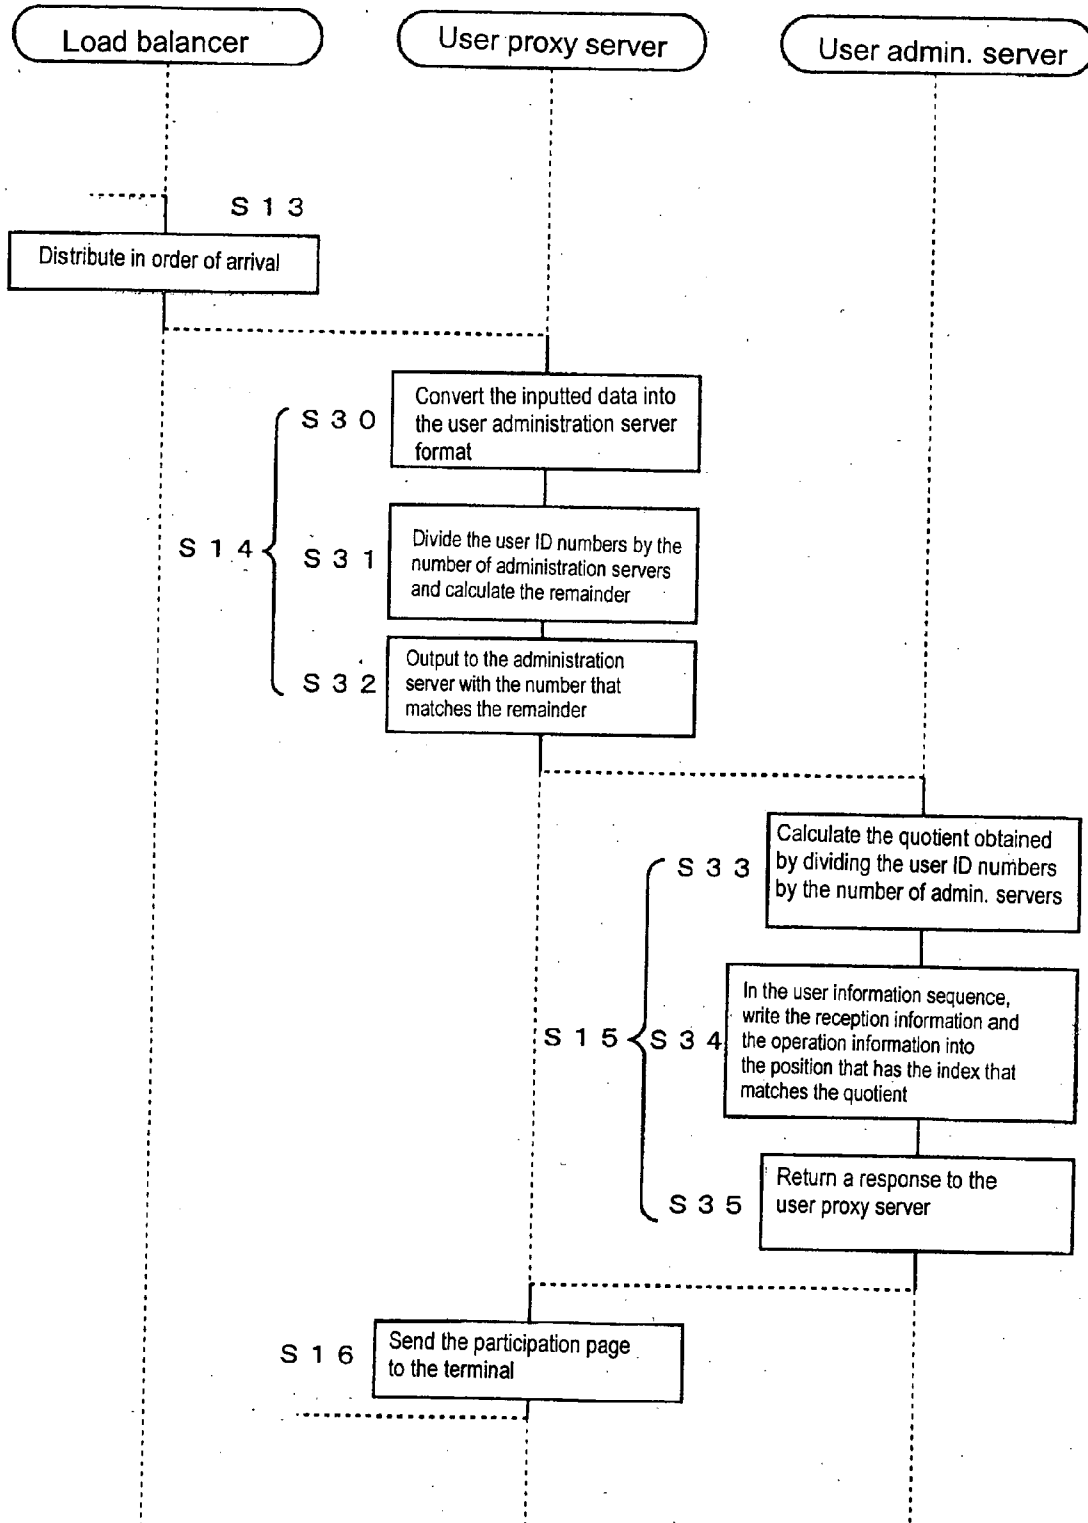 Load balancer
User proxy server
User admin. server
S 1 3
Distribute in order of arrival
S 1 4
S 3 0
Convert the inputted data into
the user administration server
format
S 3 1
Divide the user ID numbers by the
number of administration servers
and calculate the remainder
S 3 2
Output to the administration
server with the number that
matches the remainder
S 1 5
S 3 3
Calculate the quotient obtained
by dividing the user ID numbers
by the number of admin. servers
S 3 4
In the user information sequence,
write the reception information and
the operation information into
the position that has the index that
matches the quotient
S 3 5
Return a response to the
user proxy server
S 1 6
Send the participation page
to the terminal